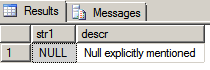 Results Messages
str1 descr
1 NULL Null explicitly mentioned